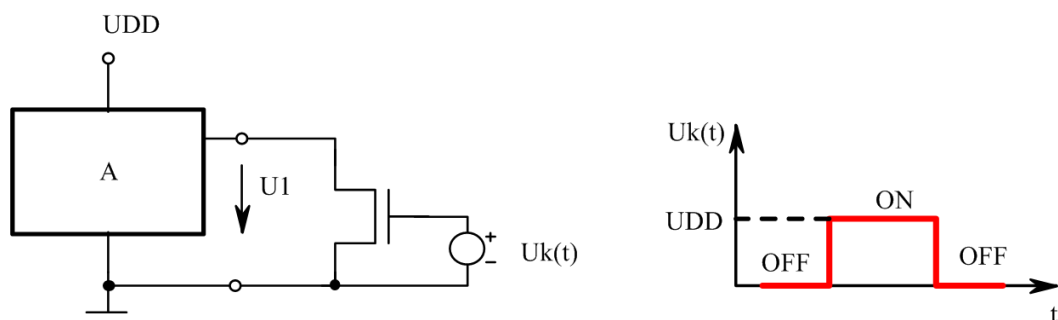 UDD
A
U1
+
-
Uk(t)
Uk(t)
UDD
OFF
ON
OFF
t